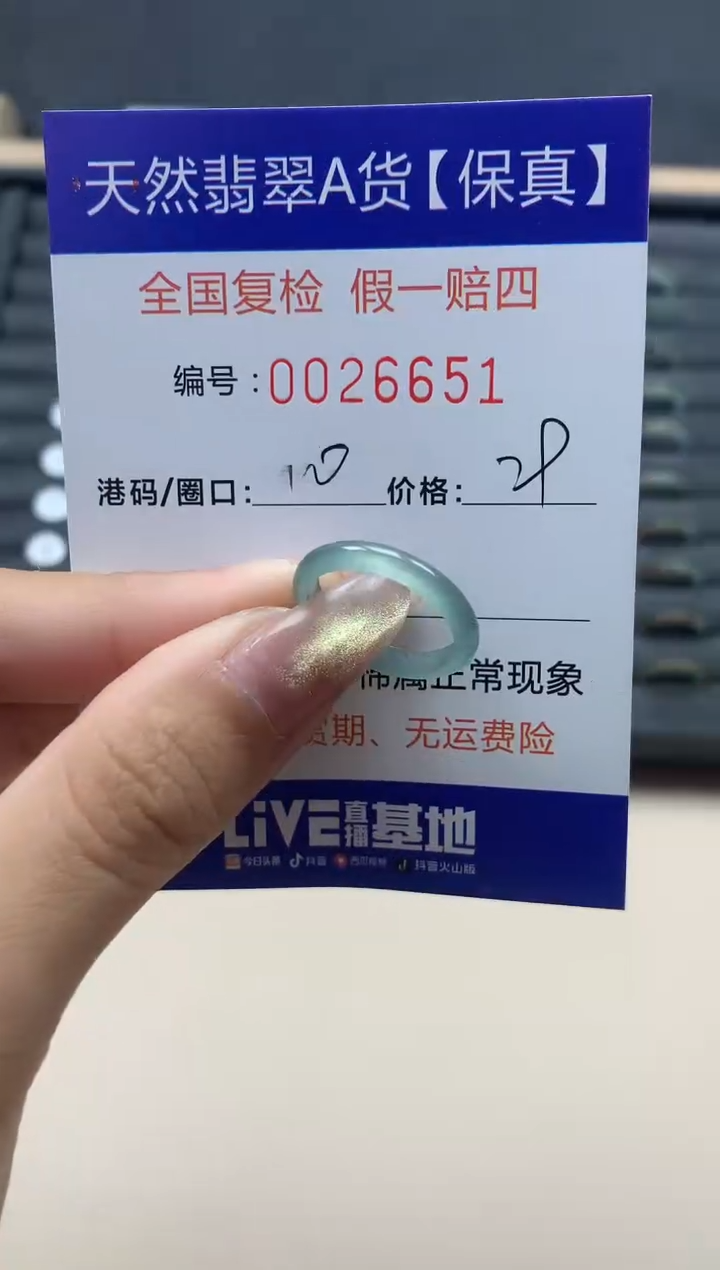 天然翡翠A货【保真】
全国复检 假一赔四
编号:0026651
港码/圈口: 10 价格:
常现象
期、无运费险
LiVE直播基地
今日头条 抖音 西瓜视频 抖音火山版